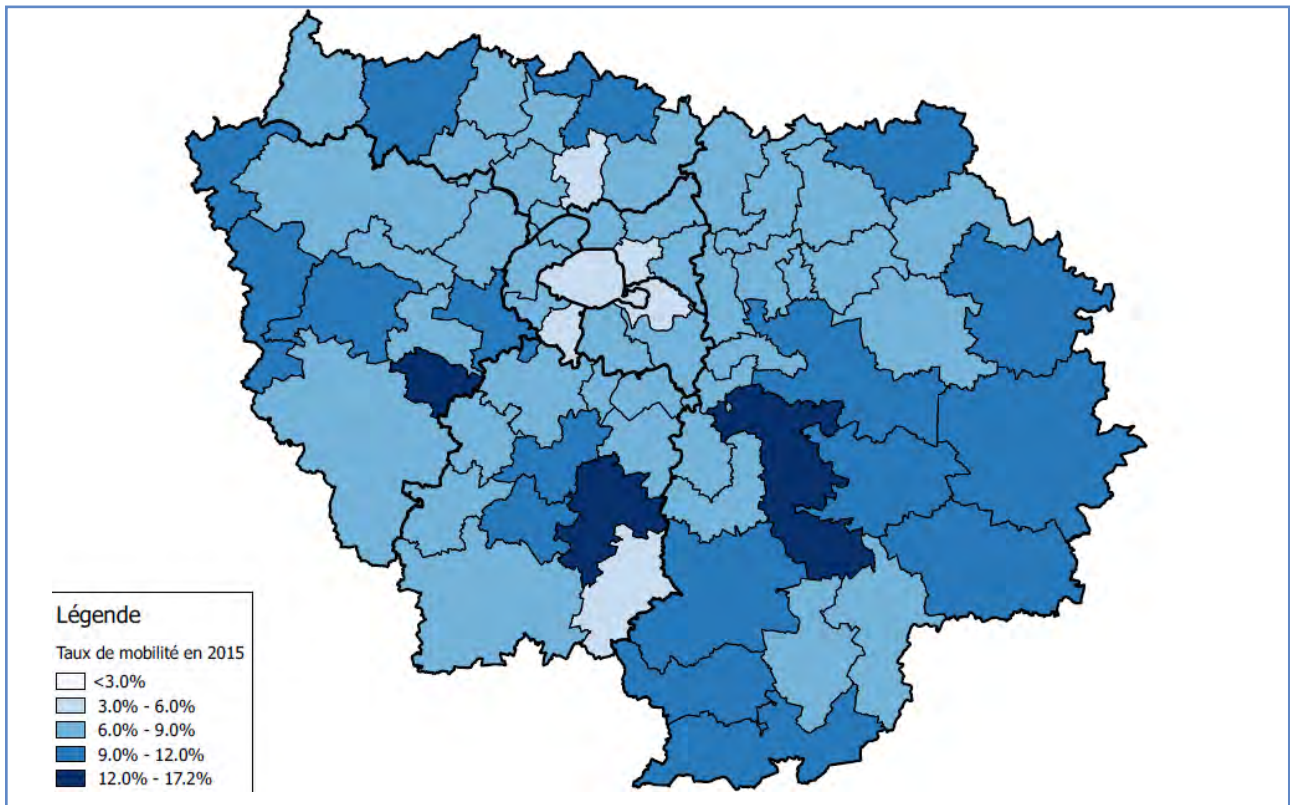 Légende
Taux de mobilité en 2015
<3.0%
3.0% - 6.0%
6.0% - 9.0%
9.0% - 12.0%
12.0% - 17.2%